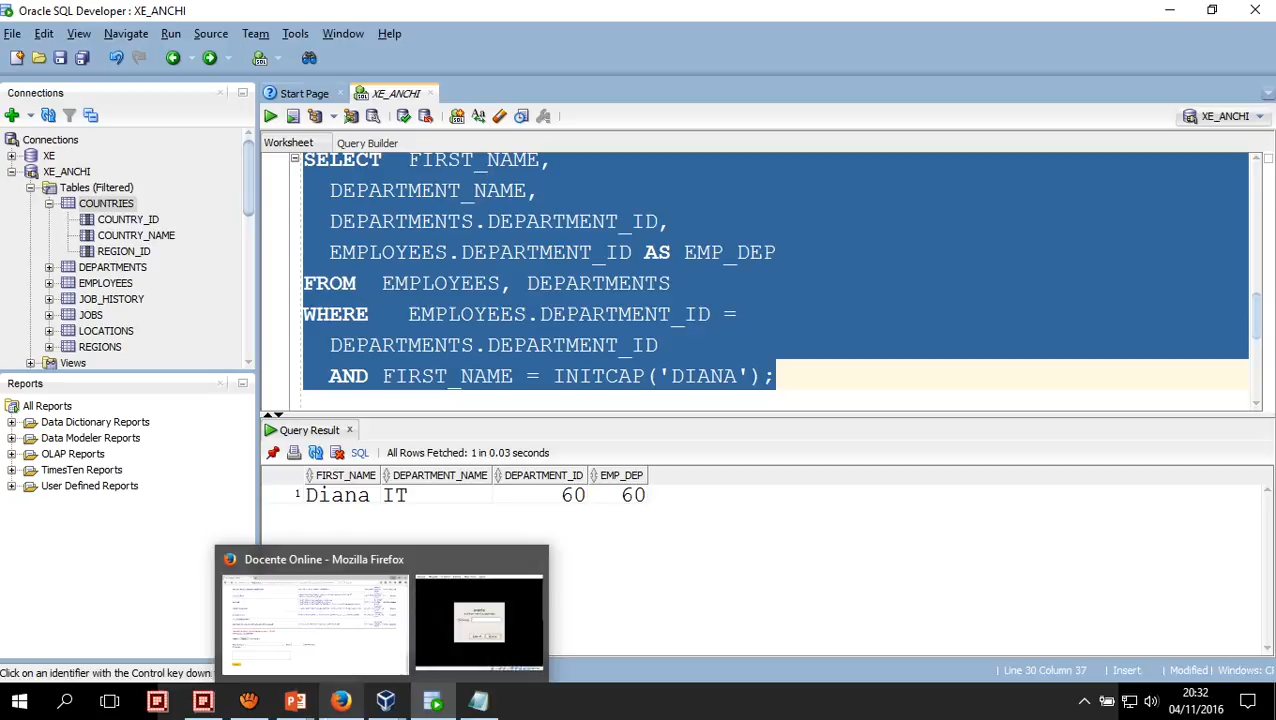 Oracle SQL Developer: XE_ANCHI
File Edit View Navigate Run Source Team Tools Window Help
Connections
Start Page
XE_ANCHI
XE_ANCHI
Worksheet Query Builder
Connections
XE
XE_ANCHI
Tables (Filtered)
COUNTRIES
COUNTRY_ID
COUNTRY_NAME
REGION_ID
DEPARTMENTS
EMPLOYEES
JOB_HISTORY
JOBS
LOCATIONS
REGIONS
Views
SELECT FIRST_NAME,
DEPARTMENT_NAME,
DEPARTMENTS.DEPARTMENT_ID,
EMPLOYEES.DEPARTMENT_ID AS EMP_DEP
FROM EMPLOYEES, DEPARTMENTS
WHERE EMPLOYEES.DEPARTMENT_ID =
DEPARTMENTS.DEPARTMENT_ID
AND FIRST_NAME = INITCAP('DIANA');
Reports
All Reports
Data Dictionary Reports
Data Modeler Reports
OLAP Reports
TimesTen Reports
User Defined Reports
Query Result
SQL All Rows Fetched: 1 in 0.03 seconds
FIRST_NAME DEPARTMENT_NAME DEPARTMENT_ID EMP_DEP
1 Diana IT 60 60
Docente Online - Mozilla Firefox
Click on an identifier with the Control key down
Line 30 Column 37 Insert Modified Windows: C
20:32
04/11/2016